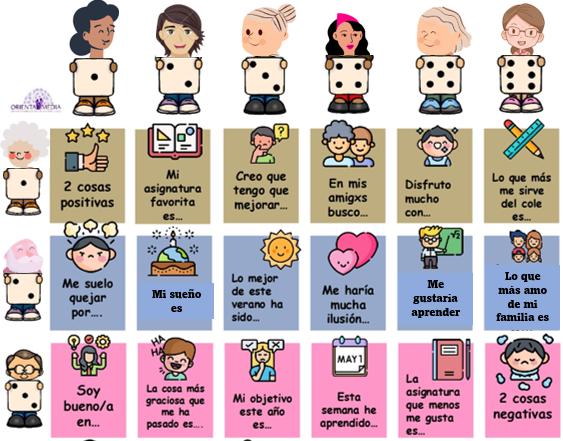 ORIENTAMEDIA
2 cosas
positivas
Mi
asignatura
favorita
es...
Creo que
tengo que
mejorar...
En mis
amigxs
busco...
Disfruto
mucho
con...
Lo que más
me sirve
del cole
es...
Me suelo
quejar
por....
Mi sueño
es
Lo mejor
de este
verano ha
sido...
Me haría
mucha
ilusión...
√2
Me
gustaría
aprender
Lo que
más amo
de mi
familia es
Soy
bueno/a
en...
HA
HA
La cosa más
graciosa que
me ha
pasado es....
Mi objetivo
este año
es...
MAY 1
Esta
semana he
aprendido...
La
asignatura
que menos
me gusta
es...
2 cosas
negativas